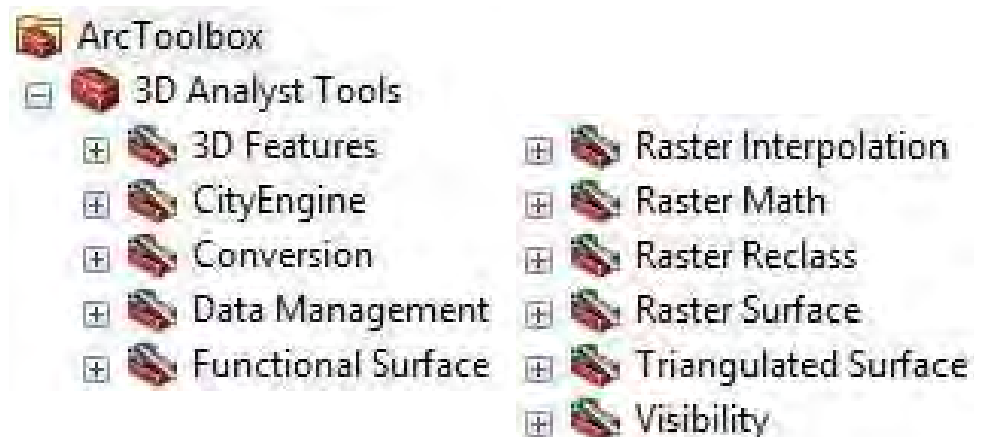 ArcToolbox
3D Analyst Tools
3D Features
CityEngine
Conversion
Data Management
Functional Surface
Raster Interpolation
Raster Math
Raster Reclass
Raster Surface
Triangulated Surface
Visibility